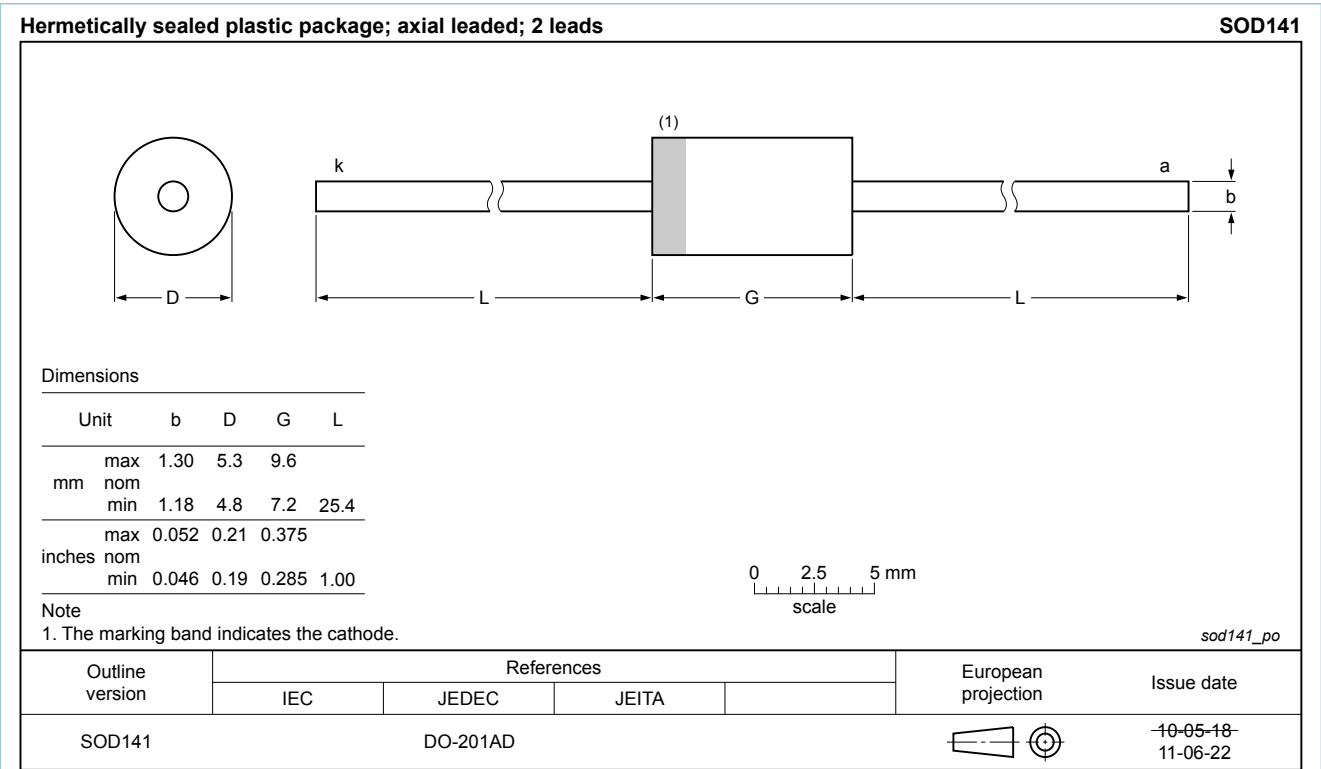 Hermetically sealed plastic package; axial leaded; 2 leads SOD141
(1)
k a
b
D L G L
Dimensions
Unit b D G L
max 1.30 5.3 9.6
mm nom
min 1.18 4.8 7.2 25.4
max 0.052 0.21 0.375
inches nom
min 0.046 0.19 0.285 1.00
0 2.5 5 mm
scale
Note
1. The marking band indicates the cathode.
sod141_po
Outline version References European projection Issue date
IEC JEDEC JEITA
SOD141 DO-201AD 10-05-18
11-06-22